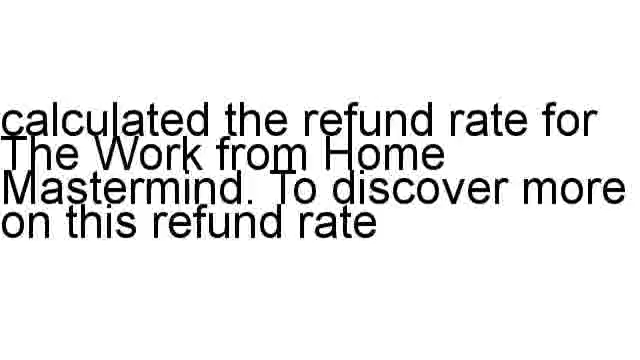 calculated the refund rate for
The Work from Home
Mastermind. To discover more
on this refund rate